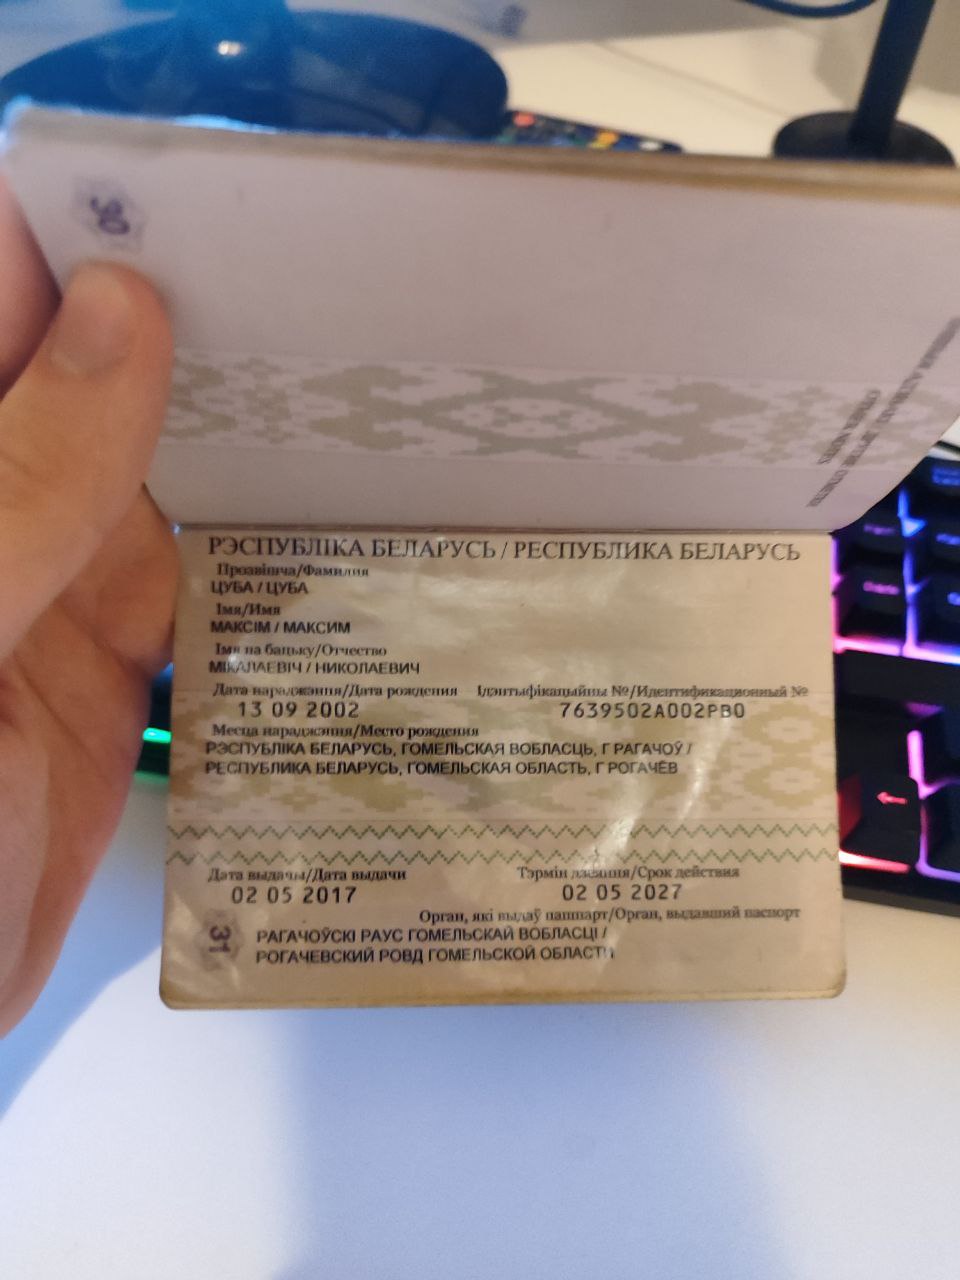 30
РЭСПУБЛІКА БЕЛАРУСЬ / РЕСПУБЛИКА БЕЛАРУСЬ
Прозвішча/Фамилия
ЦУБА / ЦУБА
Імя/Имя
МАКСІМ / МАКСИМ
Імя па бацьку/Отчество
МІКАЛАЕВІЧ / НИКОЛАЕВИЧ
Дата нараджэння/Дата рождения Ідэнтыфікацыйны №/Идентификационный №
13 09 2002 7639502A002PB0
Месца нараджэння/Место рождения
РЭСПУБЛІКА БЕЛАРУСЬ, ГОМЕЛЬСКАЯ ВОБЛАСЦЬ, Г РАГАЧОЎ /
РЕСПУБЛИКА БЕЛАРУСЬ, ГОМЕЛЬСКАЯ ОБЛАСТЬ, Г РОГАЧЁВ
Дата выдачы/Дата выдачи Тэрмін дзеяння/Срок действия
02 05 2017 02 05 2027
Орган, які выдаў пашпарт/Орган, выдавший паспорт
РАГАЧОЎСКІ РАУС ГОМЕЛЬСКАЙ ВОБЛАСЦІ /
РОГАЧЕВСКИЙ РОВД ГОМЕЛЬСКОЙ ОБЛАСТИ
31